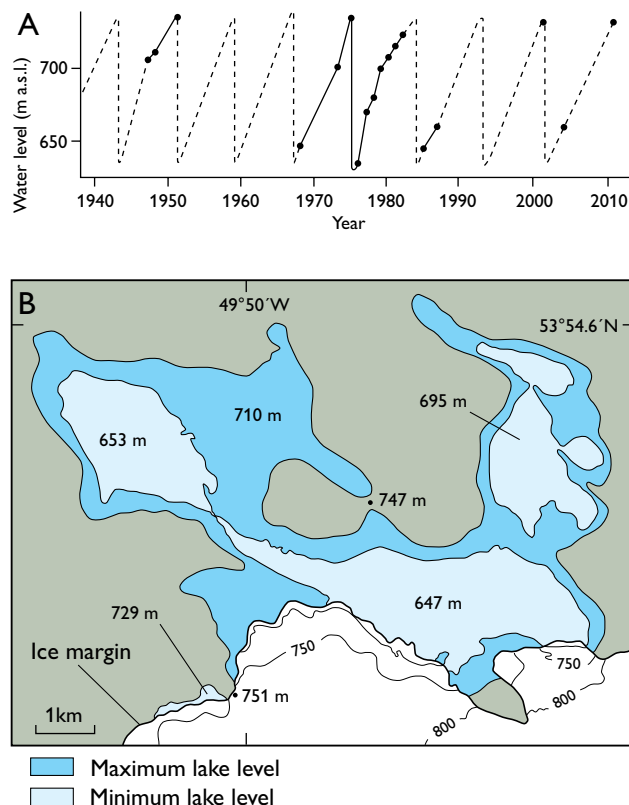 A
Water level (m a.s.l.)
700
650
1940 1950 1960 1970 1980 1990 2000 2010
Year
B
49°50´W
53°54.6´N
710 m
695 m
653 m
747 m
647 m
729 m
Ice margin
750
750
751 m
800
800
1km
Maximum lake level
Minimum lake level